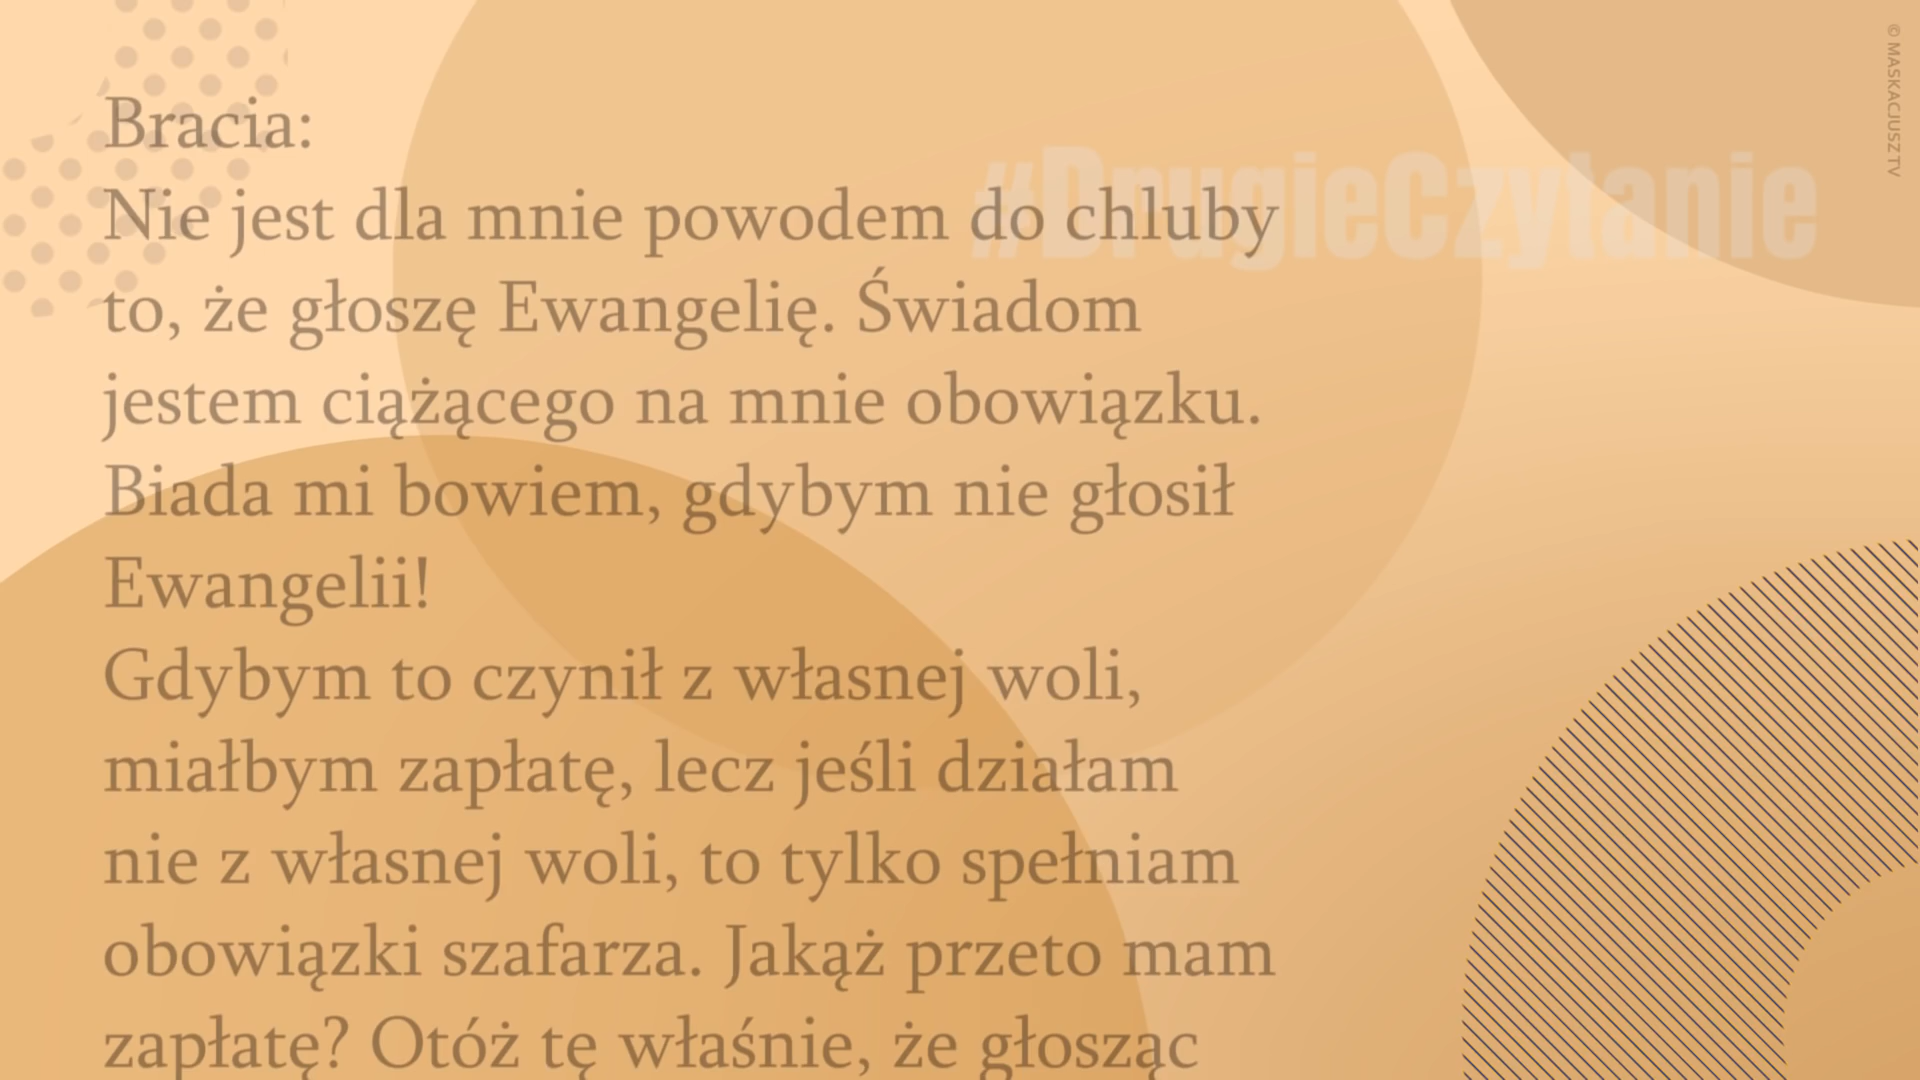 Bracia:
#DrugieCzytanie
Nie jest dla mnie powodem do chluby
to, że głoszę Ewangelię. Świadom
jestem ciążącego na mnie obowiązku.
Biada mi bowiem, gdybym nie głosił
Ewangelii!
Gdybym to czynił z własnej woli,
miałbym zapłatę, lecz jeśli działam
nie z własnej woli, to tylko spełniam
obowiązki szafarza. Jakąż przeto mam
zapłatę? Otóż tę właśnie, że głosząc
© MASKACJUSZ TV